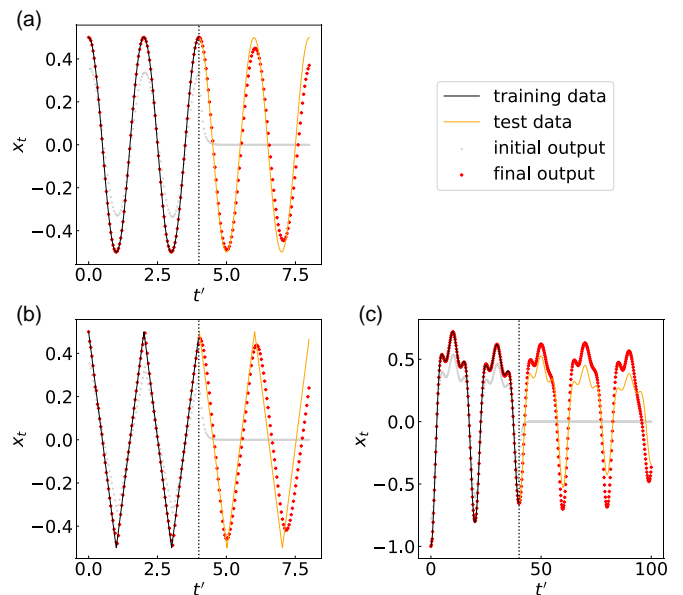 (a)
0.4
0.2
0.0
−0.2
−0.4
x_t
0.0 2.5 5.0 7.5
t′
training data
test data
initial output
final output
(b)
0.4
0.2
0.0
−0.2
−0.4
x_t
0.0 2.5 5.0 7.5
t′
(c)
0.5
0.0
−0.5
−1.0
x_t
0 50 100
t′